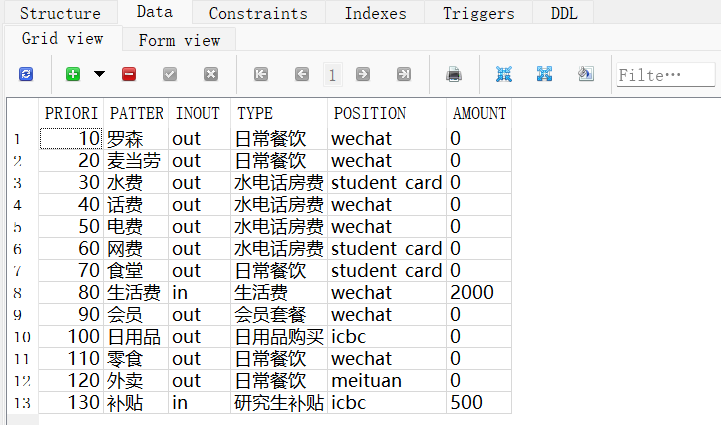 Structure Data Constraints Indexes Triggers DDL
Grid view Form view
1 Filte…
PRIORI PATTER INOUT TYPE POSITION AMOUNT
1 10 罗森 out 日常餐饮 wechat 0
2 20 麦当劳 out 日常餐饮 wechat 0
3 30 水费 out 水电话房费 student card 0
4 40 话费 out 水电话房费 wechat 0
5 50 电费 out 水电话房费 wechat 0
6 60 网费 out 水电话房费 student card 0
7 70 食堂 out 日常餐饮 student card 0
8 80 生活费 in 生活费 wechat 2000
9 90 会员 out 会员套餐 wechat 0
10 100 日用品 out 日用品购买 icbc 0
11 110 零食 out 日常餐饮 wechat 0
12 120 外卖 out 日常餐饮 meituan 0
13 130 补贴 in 研究生补贴 icbc 500